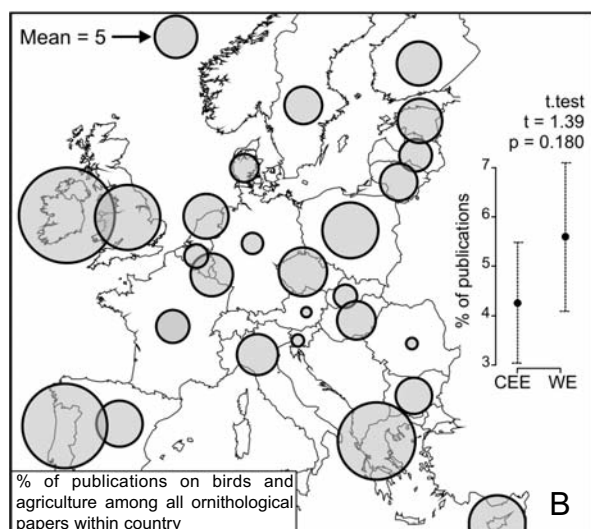 Mean = 5
t.test
t = 1.39
p = 0.180
% of publications
7
6
5
4
3
CEE WE
% of publications on birds and
agriculture among all ornithological
papers within country
B